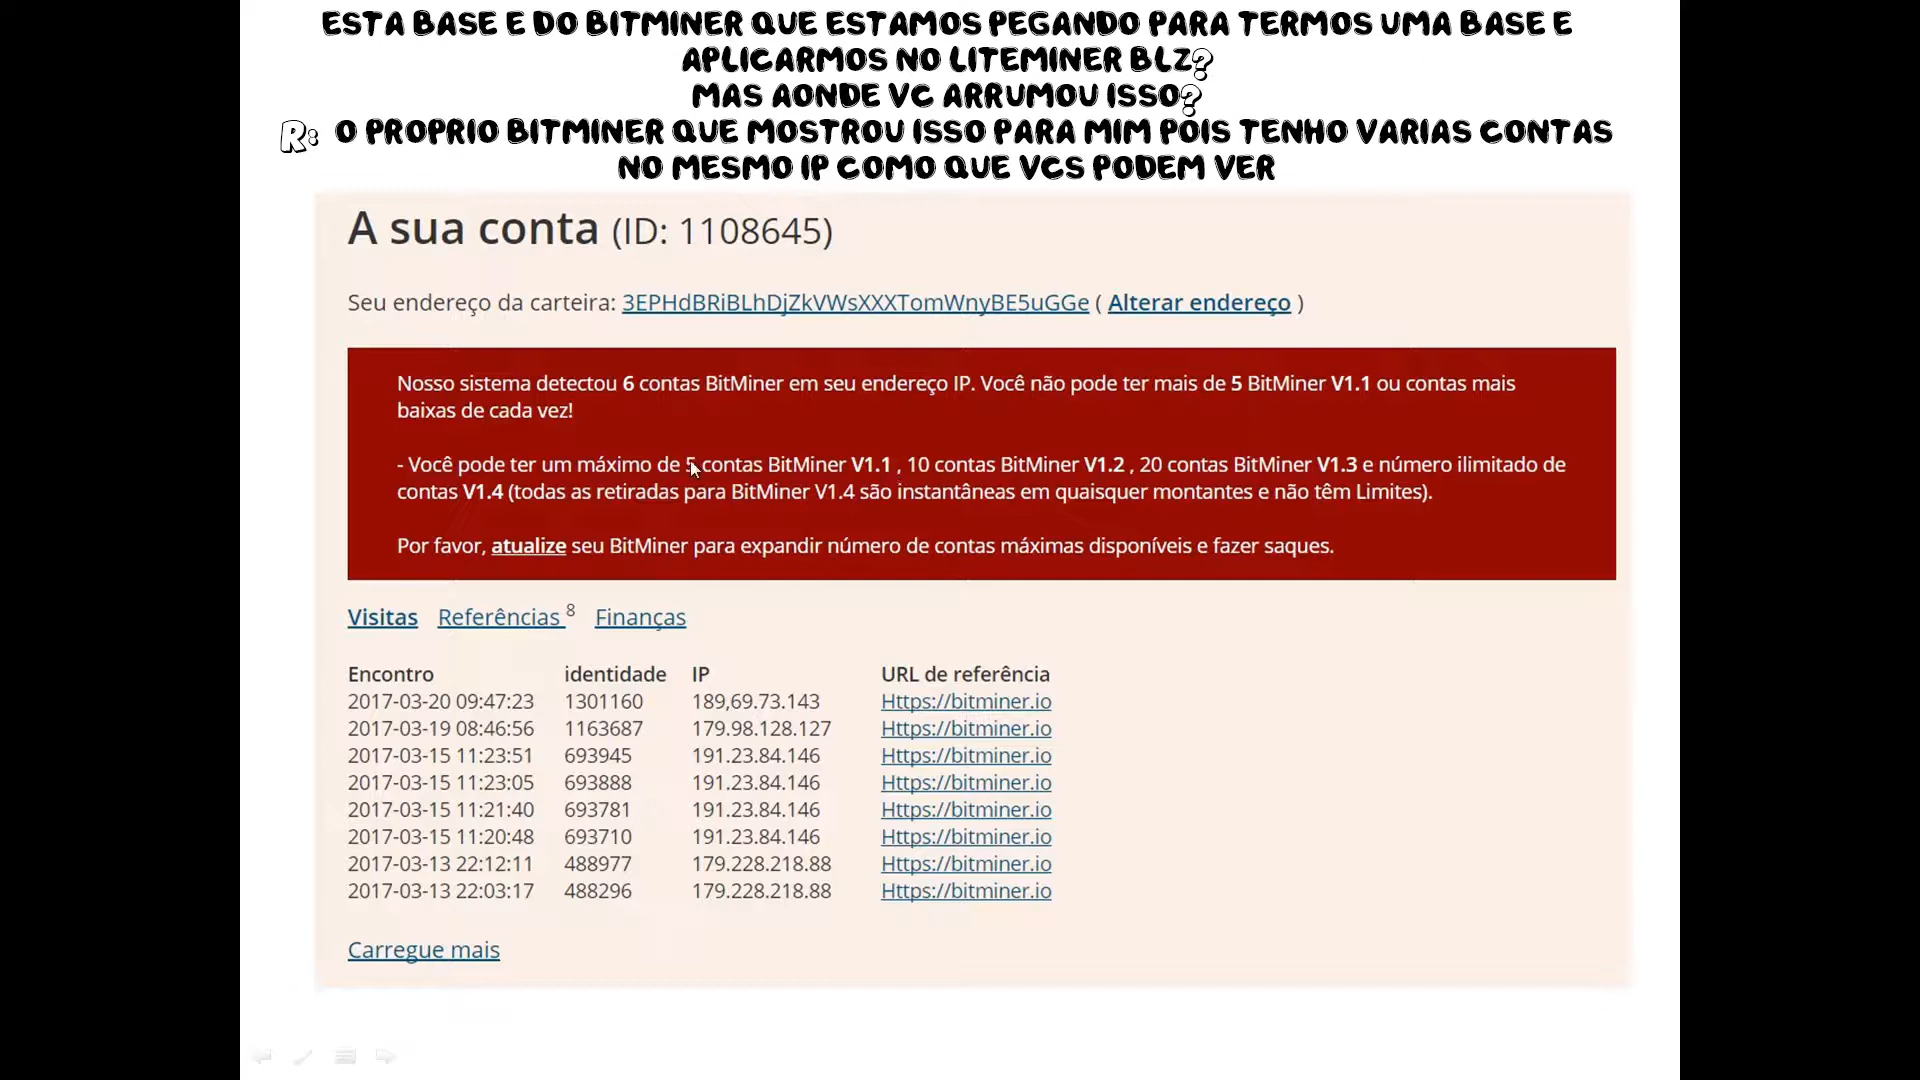 ESTA BASE E DO BITMINER QUE ESTAMOS PEGANDO PARA TERMOS UMA BASE E
APLICARMOS NO LITEMINER BLZ?
MAS AONDE VC ARRUMOU ISSO?
R: O PROPRIO BITMINER QUE MOSTROU ISSO PARA MIM POIS TENHO VARIAS CONTAS
NO MESMO IP COMO QUE VCS PODEM VER
A sua conta (ID: 1108645)
Seu endereço da carteira: 3EPHdBRiBLhDjZkVWsXXXTomWnyBE5uGGe ( Alterar endereço )
Nosso sistema detectou 6 contas BitMiner em seu endereço IP. Você não pode ter mais de 5 BitMiner V1.1 ou contas mais
baixas de cada vez!
- Você pode ter um máximo de 5 contas BitMiner V1.1 , 10 contas BitMiner V1.2 , 20 contas BitMiner V1.3 e número ilimitado de
contas V1.4 (todas as retiradas para BitMiner V1.4 são instantâneas em quaisquer montantes e não têm Limites).
Por favor, atualize seu BitMiner para expandir número de contas máximas disponíveis e fazer saques.
Visitas Referências 8 Finanças
Encontro identidade IP URL de referência
2017-03-20 09:47:23 1301160 189,69.73.143 Https://bitminer.io
2017-03-19 08:46:56 1163687 179.98.128.127 Https://bitminer.io
2017-03-15 11:23:51 693945 191.23.84.146 Https://bitminer.io
2017-03-15 11:23:05 693888 191.23.84.146 Https://bitminer.io
2017-03-15 11:21:40 693781 191.23.84.146 Https://bitminer.io
2017-03-15 11:20:48 693710 191.23.84.146 Https://bitminer.io
2017-03-13 22:12:11 488977 179.228.218.88 Https://bitminer.io
2017-03-13 22:03:17 488296 179.228.218.88 Https://bitminer.io
Carregue mais